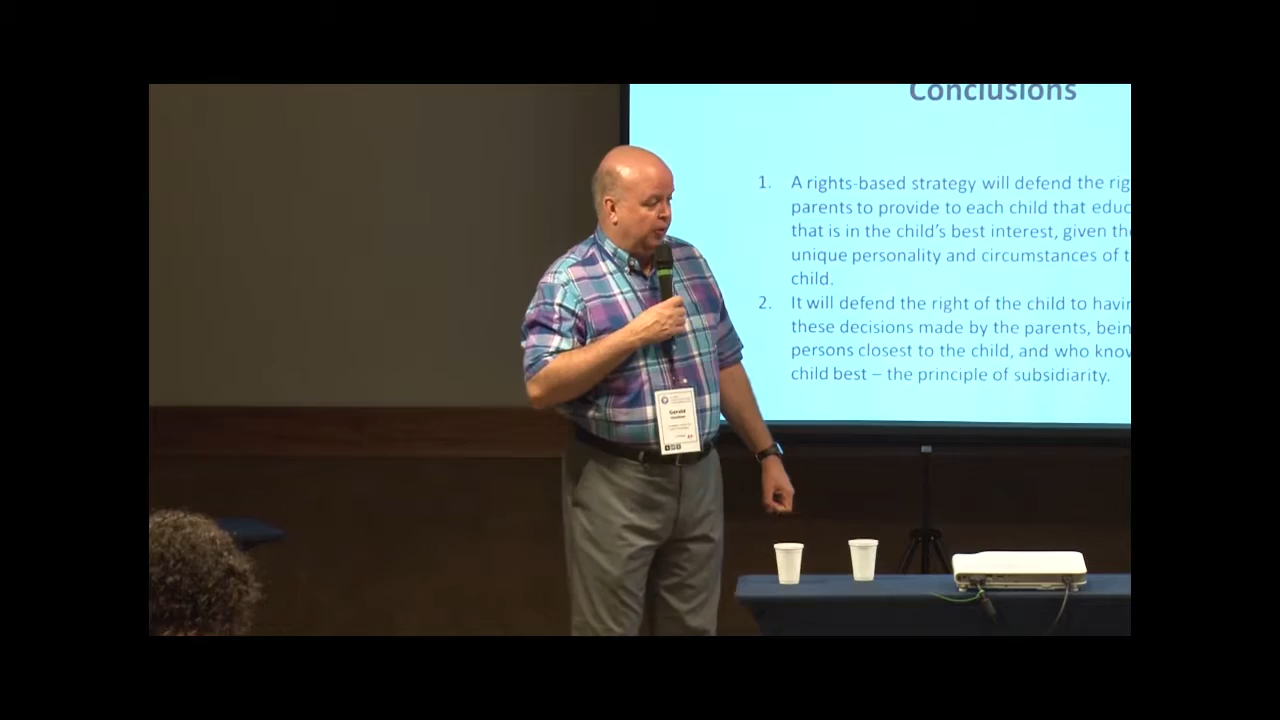 Conclusions
1. A rights-based strategy will defend the rig
parents to provide to each child that educ
that is in the child's best interest, given the
unique personality and circumstances of t
child.
2. It will defend the right of the child to havin
these decisions made by the parents, bein
persons closest to the child, and who know
child best – the principle of subsidiarity.
Gerald